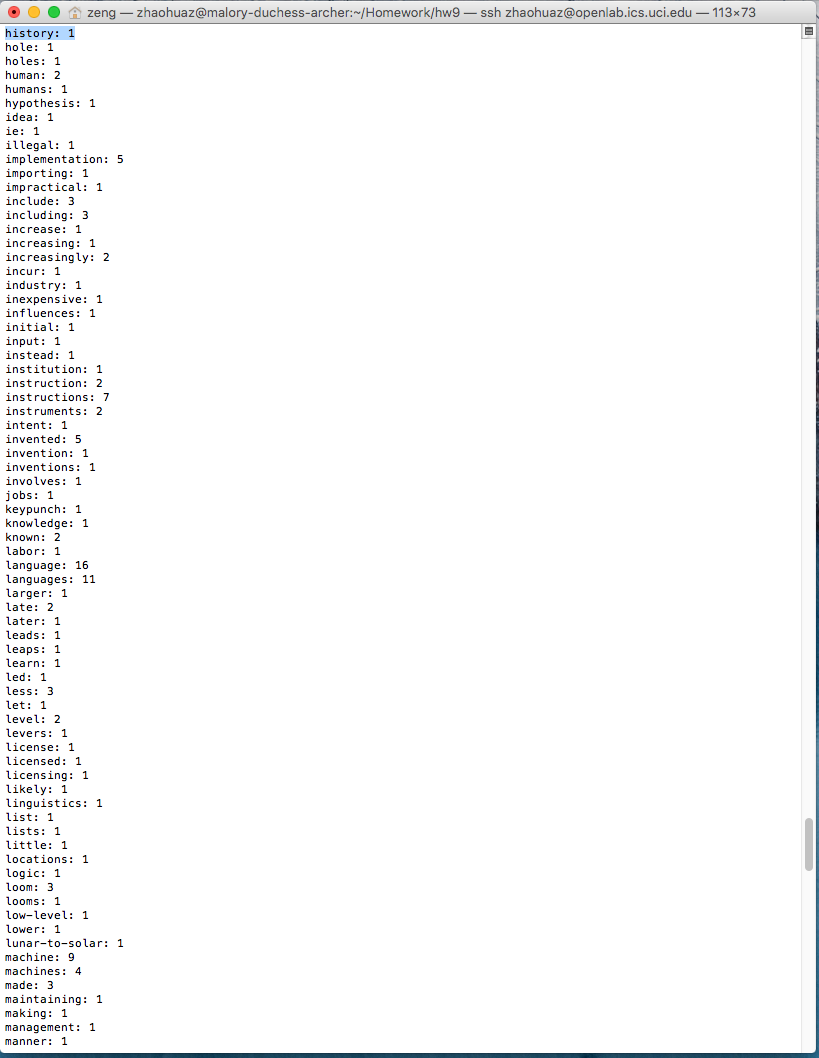 zeng — zhaohuaz@malory-duchess-archer:~/Homework/hw9 — ssh zhaohuaz@openlab.ics.uci.edu — 113×73
history: 1
hole: 1
holes: 1
human: 2
humans: 1
hypothesis: 1
idea: 1
ie: 1
illegal: 1
implementation: 5
importing: 1
impractical: 1
include: 3
including: 3
increase: 1
increasing: 1
increasingly: 2
incur: 1
industry: 1
inexpensive: 1
influences: 1
initial: 1
input: 1
instead: 1
institution: 1
instruction: 2
instructions: 7
instruments: 2
intent: 1
invented: 5
invention: 1
inventions: 1
involves: 1
jobs: 1
keypunch: 1
knowledge: 1
known: 2
labor: 1
language: 16
languages: 11
larger: 1
late: 2
later: 1
leads: 1
leaps: 1
learn: 1
led: 1
less: 3
let: 1
level: 2
levers: 1
license: 1
licensed: 1
licensing: 1
likely: 1
linguistics: 1
list: 1
lists: 1
little: 1
locations: 1
logic: 1
loom: 3
looms: 1
low-level: 1
lower: 1
lunar-to-solar: 1
machine: 9
machines: 4
made: 3
maintaining: 1
making: 1
management: 1
manner: 1